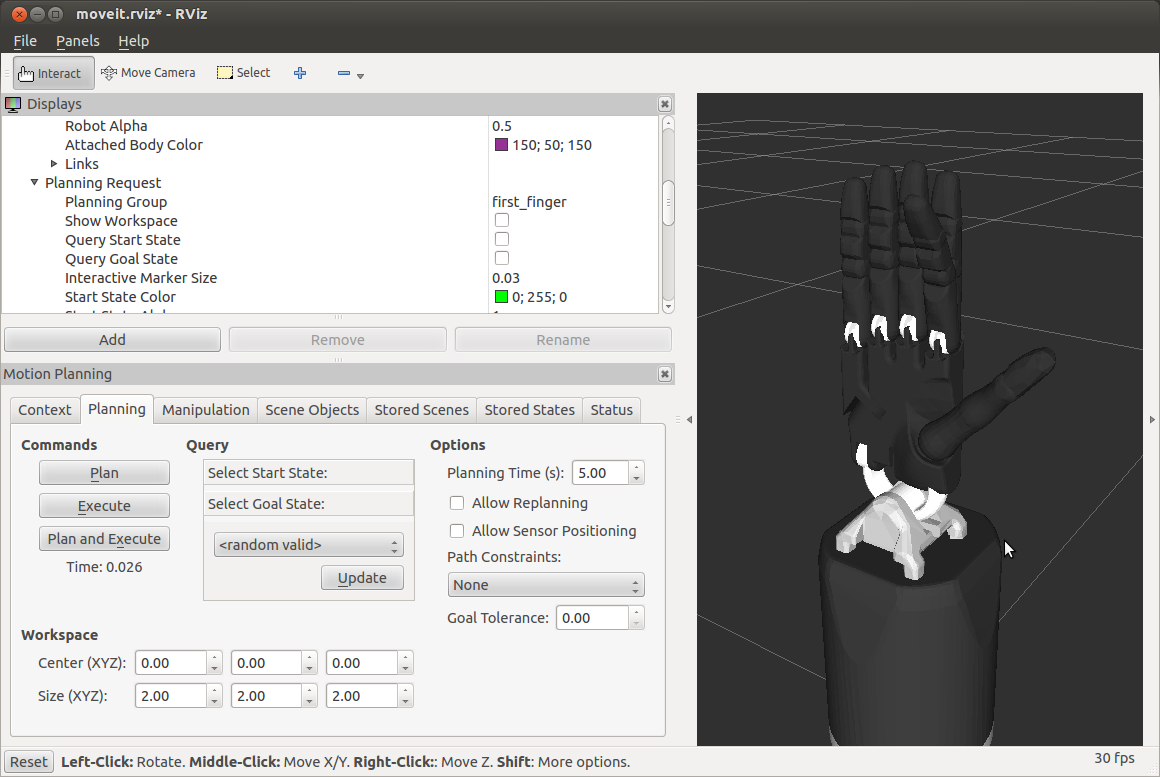 moveit.rviz* - RViz
File Panels Help
Interact Move Camera Select
Displays
Robot Alpha 0.5
Attached Body Color 150; 50; 150
Links
Planning Request
Planning Group first_finger
Show Workspace
Query Start State
Query Goal State
Interactive Marker Size 0.03
Start State Color 0; 255; 0
Add Remove Rename
Motion Planning
Context Planning Manipulation Scene Objects Stored Scenes Stored States Status
Commands Query Options
Plan Select Start State: Planning Time (s): 5.00
Execute Select Goal State: Allow Replanning
Plan and Execute <random valid> Allow Sensor Positioning
Time: 0.026 Update Path Constraints:
None
Goal Tolerance: 0.00
Workspace
Center (XYZ): 0.00 0.00 0.00
Size (XYZ): 2.00 2.00 2.00
Reset Left-Click: Rotate. Middle-Click: Move X/Y. Right-Click:: Move Z. Shift: More options. 30 fps